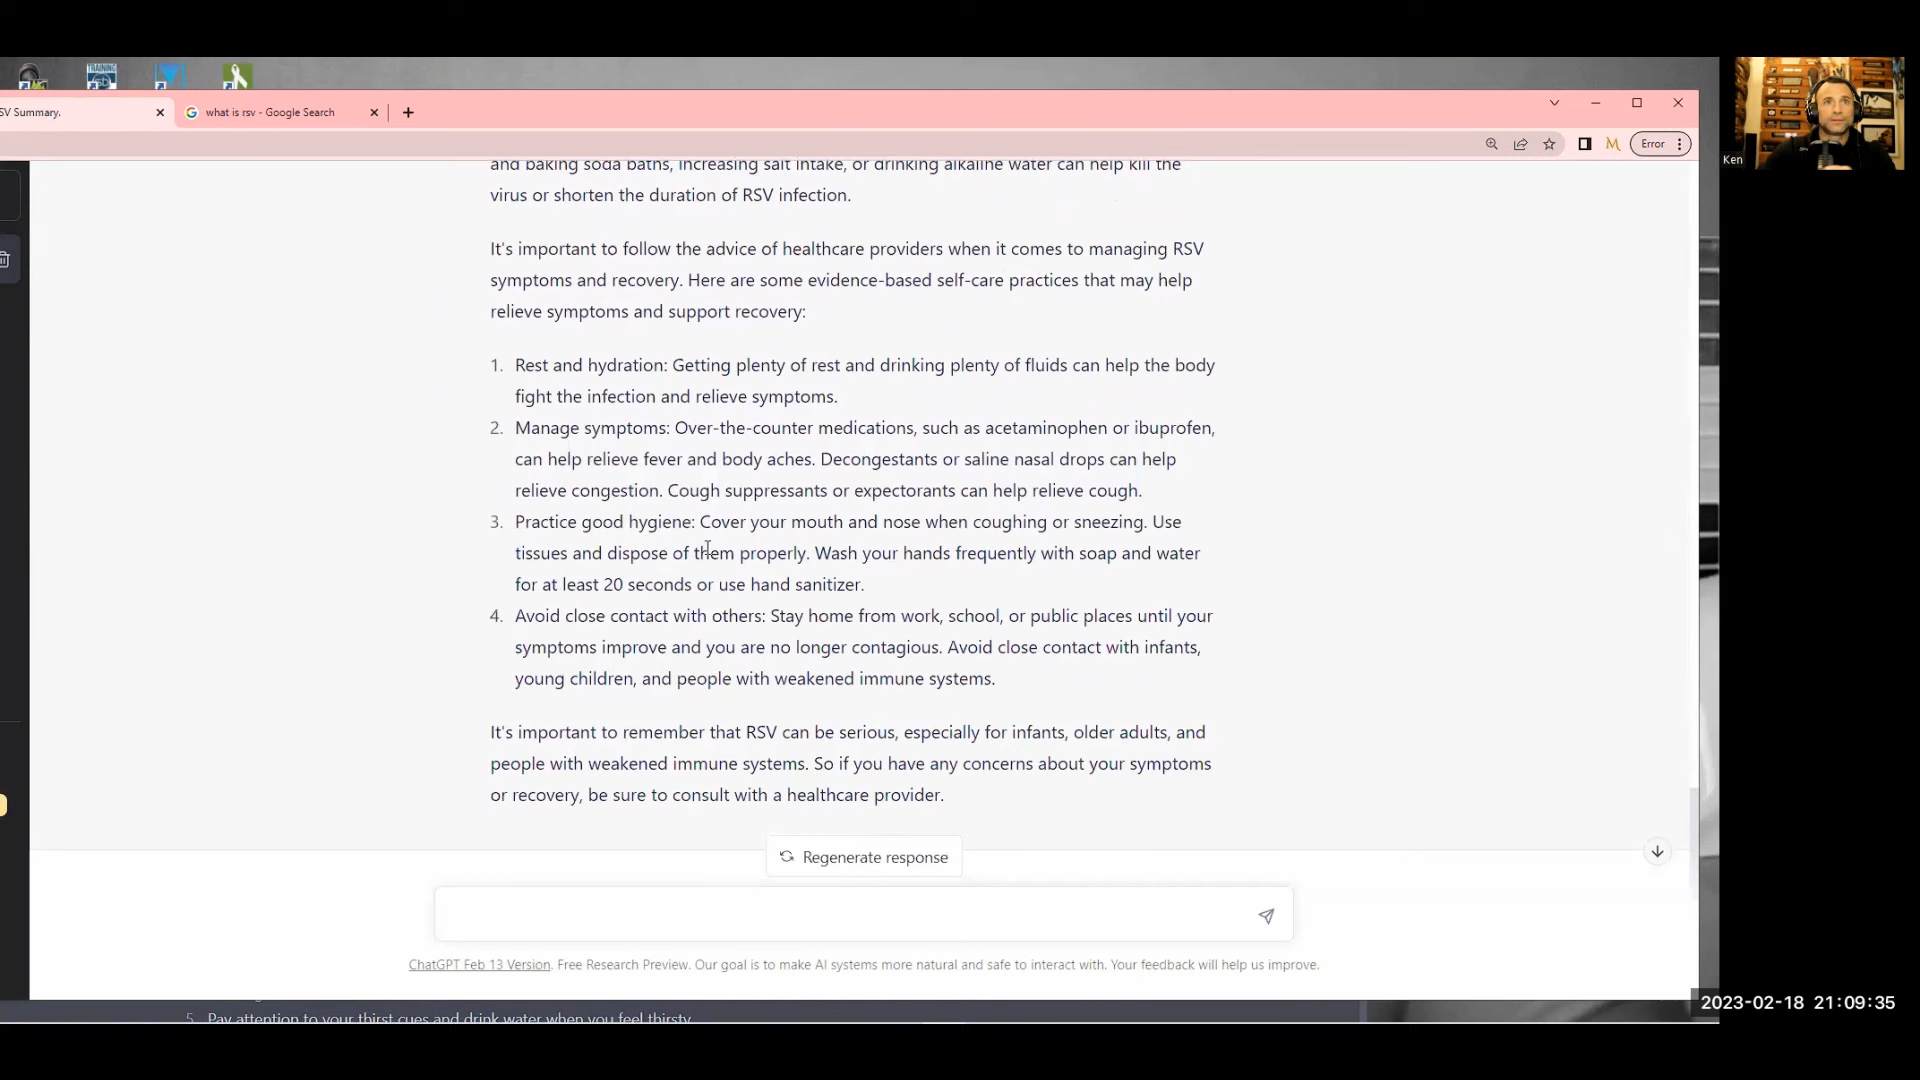 TRAINING
SV Summary.
what is rsv - Google Search
Error
Ken
and baking soda baths, increasing salt intake, or drinking alkaline water can help kill the
virus or shorten the duration of RSV infection.
It's important to follow the advice of healthcare providers when it comes to managing RSV
symptoms and recovery. Here are some evidence-based self-care practices that may help
relieve symptoms and support recovery:
1. Rest and hydration: Getting plenty of rest and drinking plenty of fluids can help the body
fight the infection and relieve symptoms.
2. Manage symptoms: Over-the-counter medications, such as acetaminophen or ibuprofen,
can help relieve fever and body aches. Decongestants or saline nasal drops can help
relieve congestion. Cough suppressants or expectorants can help relieve cough.
3. Practice good hygiene: Cover your mouth and nose when coughing or sneezing. Use
tissues and dispose of them properly. Wash your hands frequently with soap and water
for at least 20 seconds or use hand sanitizer.
4. Avoid close contact with others: Stay home from work, school, or public places until your
symptoms improve and you are no longer contagious. Avoid close contact with infants,
young children, and people with weakened immune systems.
It's important to remember that RSV can be serious, especially for infants, older adults, and
people with weakened immune systems. So if you have any concerns about your symptoms
or recovery, be sure to consult with a healthcare provider.
Regenerate response
ChatGPT Feb 13 Version. Free Research Preview. Our goal is to make AI systems more natural and safe to interact with. Your feedback will help us improve.
2023-02-18 21:09:35
5. Pay attention to your thirst cues and drink water when you feel thirsty